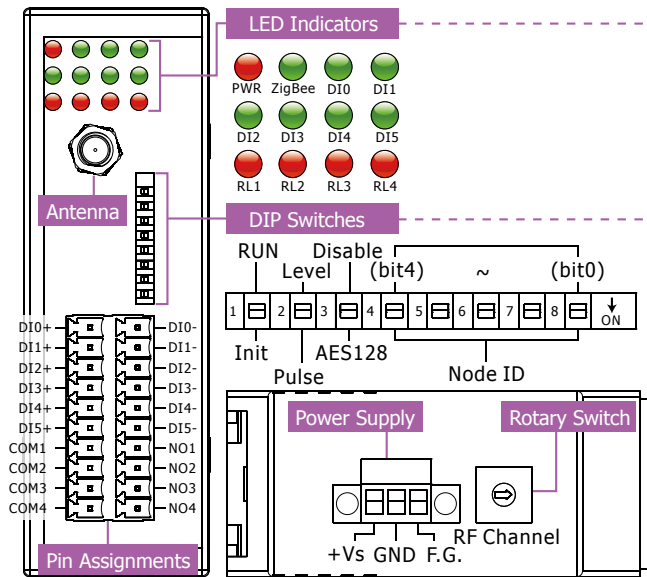 LED Indicators
PWR ZigBee DI0 DI1
DI2 DI3 DI4 DI5
RL1 RL2 RL3 RL4
Antenna
DIP Switches
RUN Disable
Level (bit4) ~ (bit0)
1 2 3 4 5 6 7 8 ON
Init AES128
Pulse Node ID
DI0+ DI0-
DI1+ DI1-
DI2+ DI2-
DI3+ DI3-
DI4+ DI4-
DI5+ DI5-
COM1 NO1
COM2 NO2
COM3 NO3
COM4 NO4
Pin Assignments
Power Supply Rotary Switch
RF Channel
+Vs GND F.G.